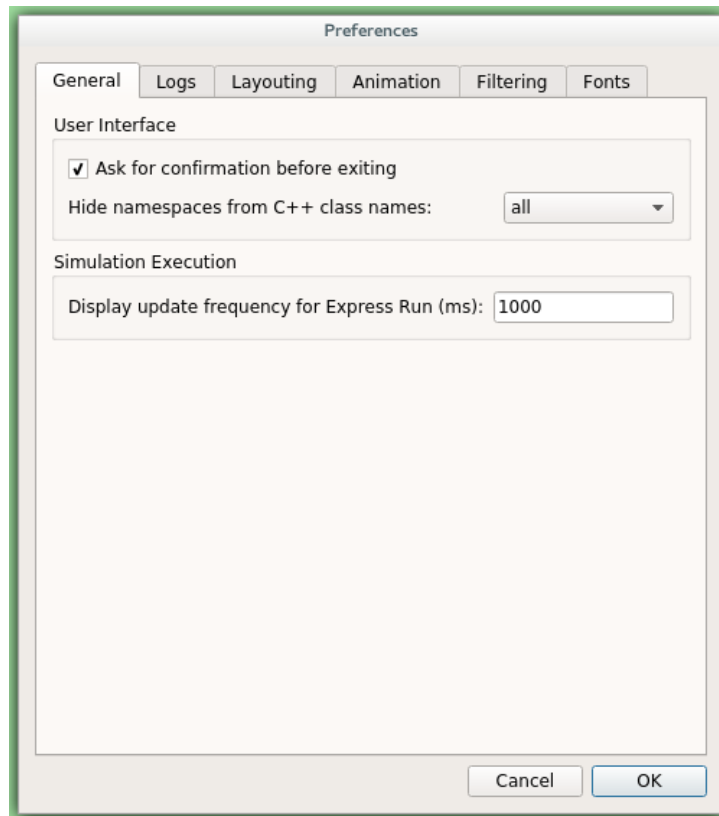 Preferences
General Logs Layouting Animation Filtering Fonts
User Interface
Ask for confirmation before exiting
Hide namespaces from C++ class names: all
Simulation Execution
Display update frequency for Express Run (ms): 1000
Cancel OK